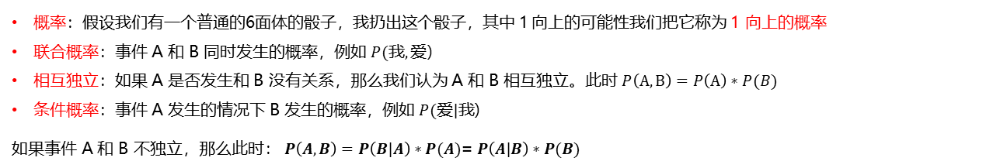 • 概率：假设我们有一个普通的6面体的骰子，我扔出这个骰子，其中 1 向上的可能性我们把它称为 1 向上的概率
• 联合概率：事件 A 和 B 同时发生的概率，例如 P(我, 爱)
• 相互独立：如果 A 是否发生和 B 没有关系，那么我们认为 A 和 B 相互独立。此时 P(A,B) = P(A) ∗ P(B)
• 条件概率：事件 A 发生的情况下 B 发生的概率，例如 P(爱|我)
如果事件 A 和 B 不独立，那么此时： P(A,B) = P(B|A) ∗ P(A)= P(A|B) ∗ P(B)